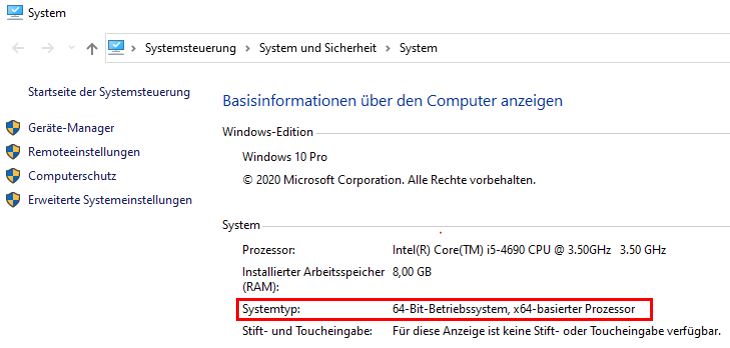 System
Systemsteuerung > System und Sicherheit > System
Startseite der Systemsteuerung
Geräte-Manager
Remoteeinstellungen
Computerschutz
Erweiterte Systemeinstellungen
Basisinformationen über den Computer anzeigen
Windows-Edition
Windows 10 Pro
© 2020 Microsoft Corporation. Alle Rechte vorbehalten.
System
Prozessor: Intel(R) Core(TM) i5-4690 CPU @ 3.50GHz 3.50 GHz
Installierter Arbeitsspeicher 8,00 GB
(RAM):
Systemtyp: 64-Bit-Betriebssystem, x64-basierter Prozessor
Stift- und Toucheingabe: Für diese Anzeige ist keine Stift- oder Toucheingabe verfügbar.